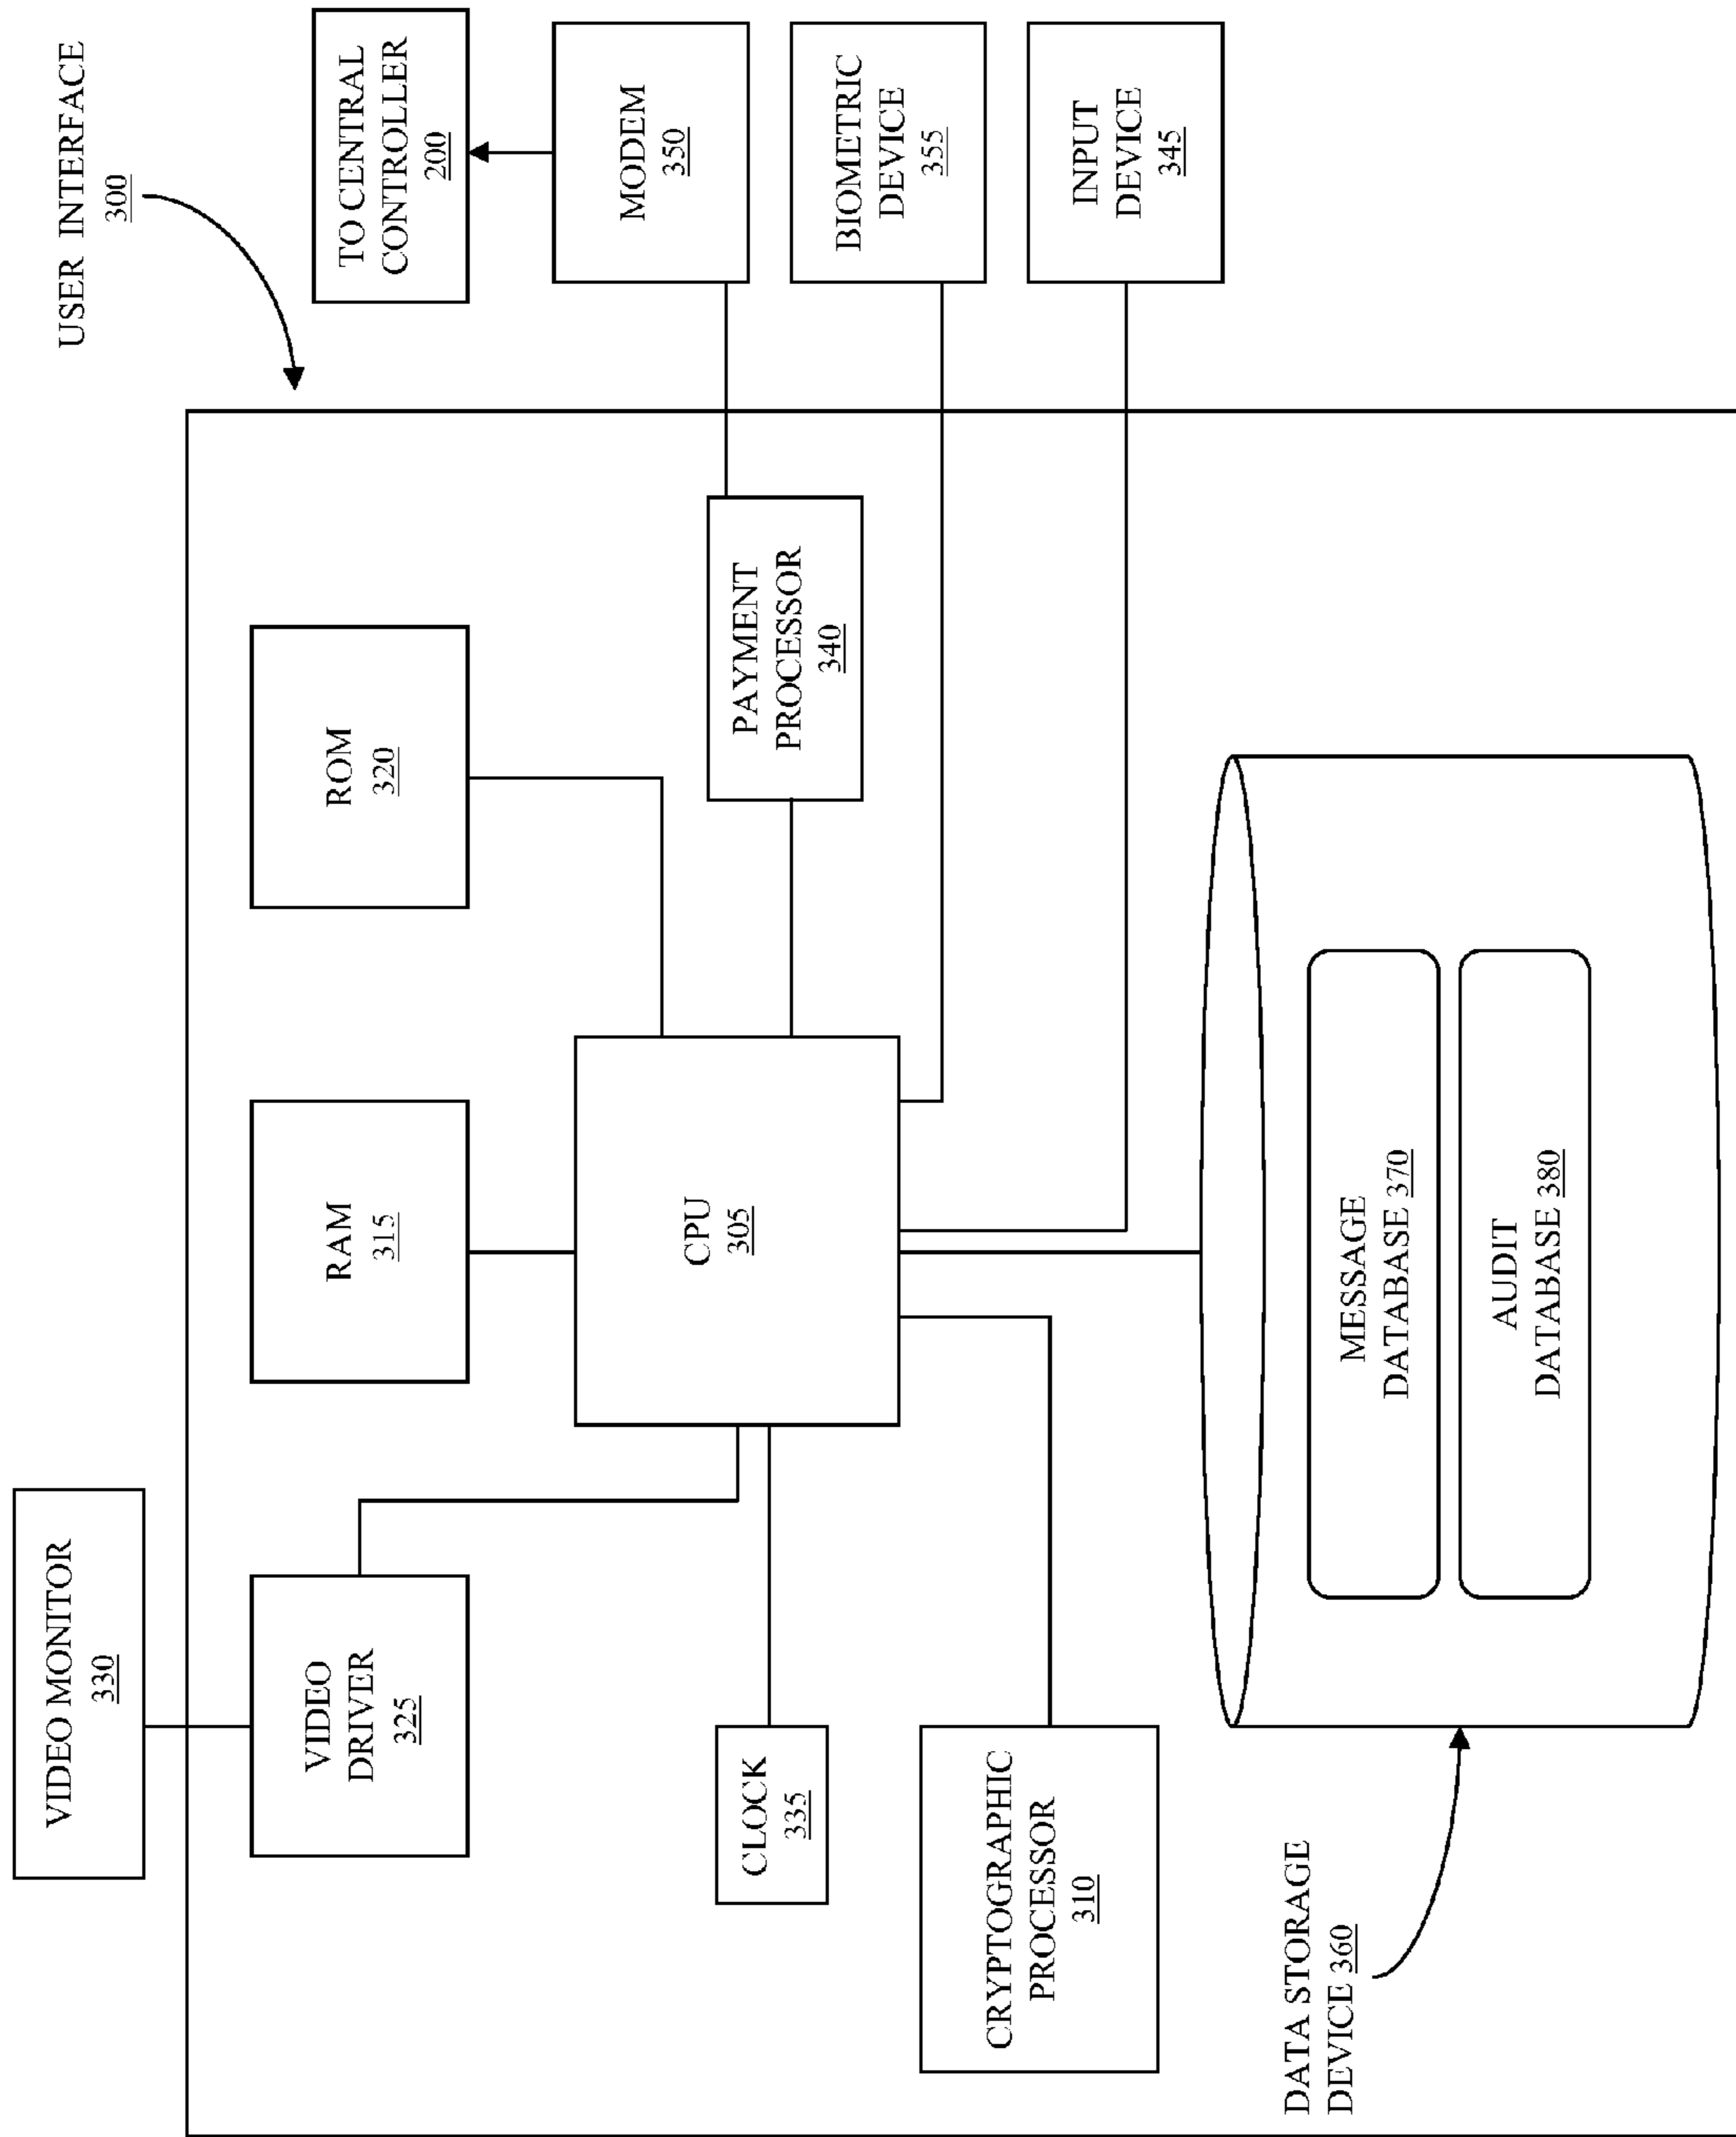 USER INTERFACE
300
VIDEO MONITOR
330
VIDEO
DRIVER
325
RAM
315
ROM
320
TO CENTRAL
CONTROLLER
200
MODEM
350
CLOCK
335
CPU
305
PAYMENT
PROCESSOR
340
BIOMETRIC
DEVICE
355
CRYPTOGRAPHIC
PROCESSOR
310
INPUT
DEVICE
345
DATA STORAGE
DEVICE 360
MESSAGE
DATABASE 370
AUDIT
DATABASE 380